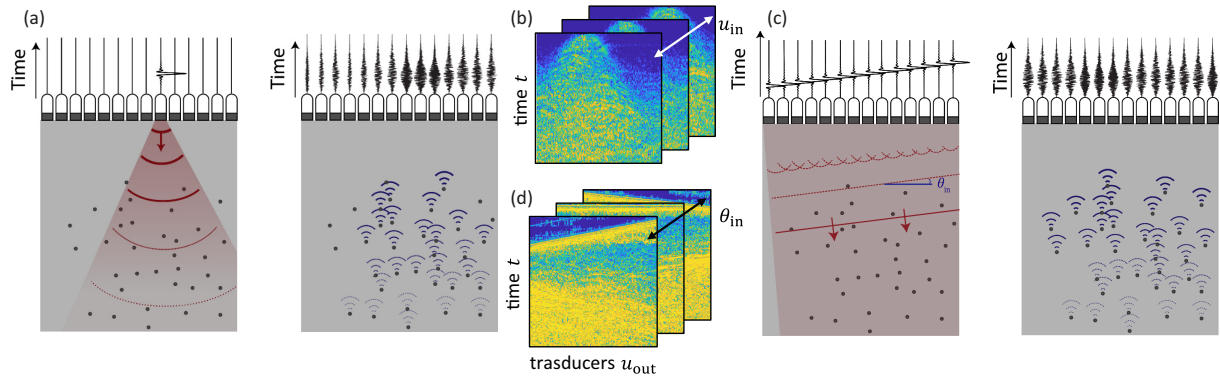 (a)
Time
Time
(b)
u_in
time t
(d)
θ_in
time t
trasducers u_out
(c)
Time
θ_in
Time